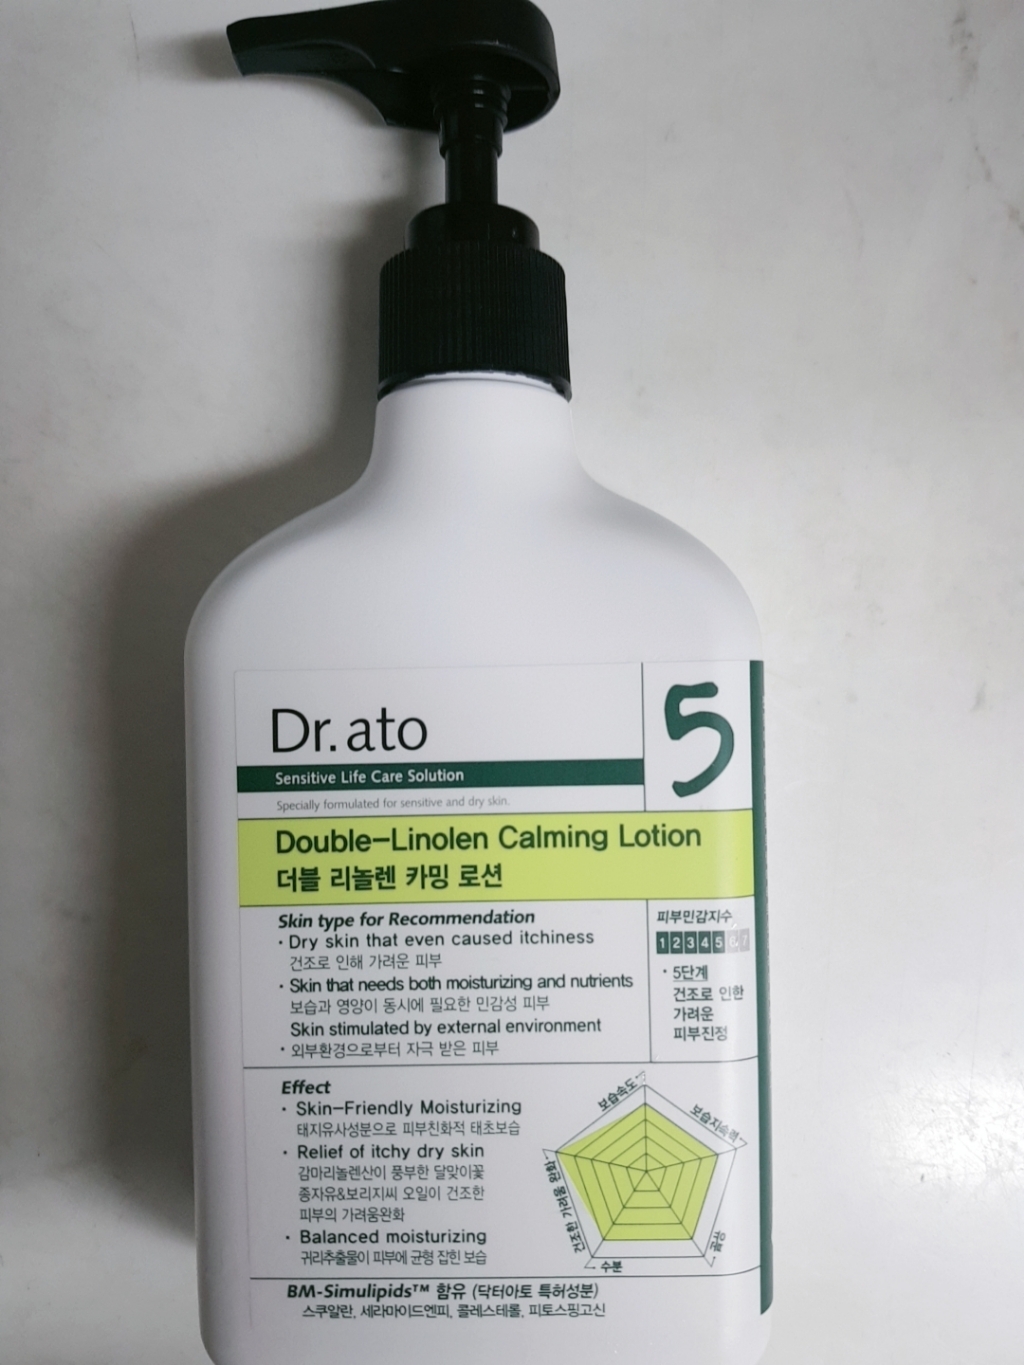 Dr.ato
5
Sensitive Life Care Solution
Specially formulated for sensitive and dry skin.
Double-Linolen Calming Lotion
더블 리놀렌 카밍 로션
Skin type for Recommendation
· Dry skin that even caused itchiness
건조로 인해 가려운 피부
· Skin that needs both moisturizing and nutrients
보습과 영양이 동시에 필요한 민감성 피부
Skin stimulated by external environment
· 외부환경으로부터 자극 받은 피부
피부민감지수
1 2 3 4 5 6 7
· 5단계
건조로 인한
가려운
피부진정
Effect
· Skin-Friendly Moisturizing
태지유사성분으로 피부친화적 태초보습
· Relief of itchy dry skin
감마리놀렌산이 풍부한 달맞이꽃
종자유&보리지씨 오일이 건조한
피부의 가려움완화
· Balanced moisturizing
귀리추출물이 피부에 균형 잡힌 보습
보습속도
보습지속력
유분
수분
건조한 가려움 완화
BM-Simulipids™ 함유 (닥터아토 특허성분)
스쿠알란, 세라마이드엔피, 콜레스테롤, 피토스핑고신